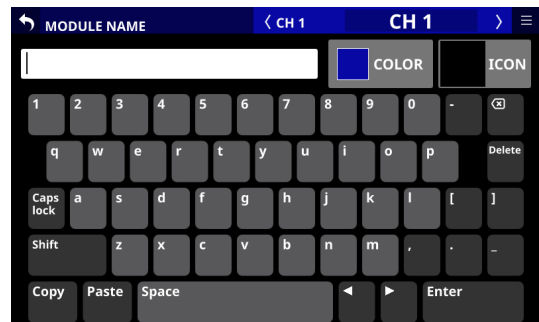 MODULE NAME CH 1 CH 1
COLOR ICON
1 2 3 4 5 6 7 8 9 0 -
q w e r t y u i o p Delete
Caps lock a s d f g h j k l [ ]
Shift z x c v b n m , . _
Copy Paste Space Enter